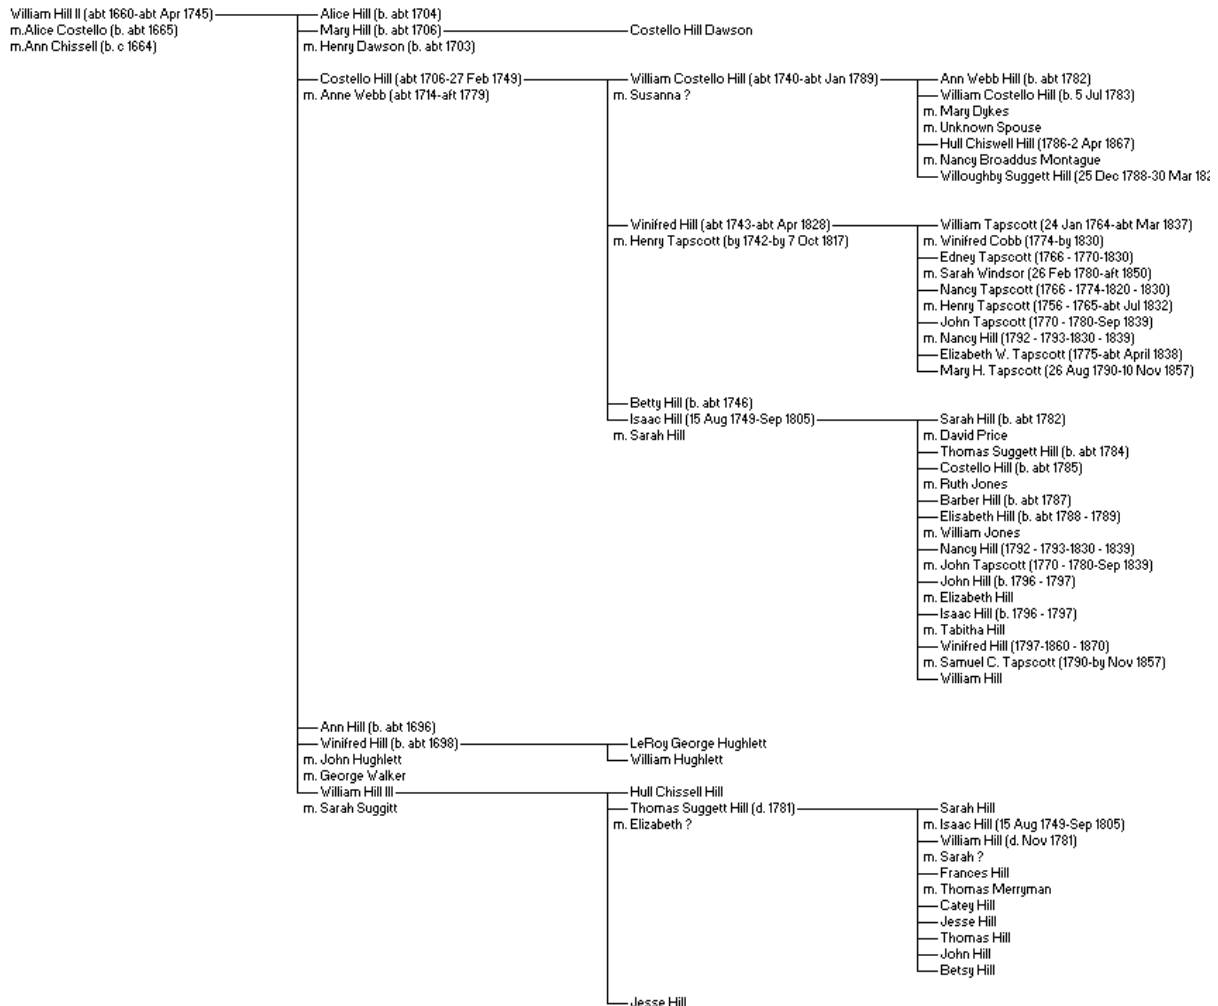 William Hill II (abt 1660-abt Apr 1745)
m.Alice Costello (b. abt 1665)
m.Ann Chissell (b. c 1664)
Alice Hill (b. abt 1704)
Mary Hill (b. abt 1706)
m. Henry Dawson (b. abt 1703)
Costello Hill Dawson
Costello Hill (abt 1706-27 Feb 1749)
m. Anne Webb (abt 1714-aft 1779)
William Costello Hill (abt 1740-abt Jan 1789)
m. Susanna ?
Ann Webb Hill (b. abt 1782)
William Costello Hill (b. 5 Jul 1783)
m. Mary Dykes
m. Unknown Spouse
Hull Chiswell Hill (1786-2 Apr 1867)
m. Nancy Broaddus Montague
Willoughby Suggett Hill (25 Dec 1788-30 Mar 182
Winifred Hill (abt 1743-abt Apr 1828)
m. Henry Tapscott (by 1742-by 7 Oct 1817)
William Tapscott (24 Jan 1764-abt Mar 1837)
m. Winifred Cobb (1774-by 1830)
Edney Tapscott (1766 - 1770-1830)
m. Sarah Windsor (26 Feb 1780-aft 1850)
Nancy Tapscott (1766 - 1774-1820 - 1830)
m. Henry Tapscott (1756 - 1765-abt Jul 1832)
John Tapscott (1770 - 1780-Sep 1839)
m. Nancy Hill (1792 - 1793-1830 - 1839)
Elizabeth W. Tapscott (1775-abt April 1838)
Mary H. Tapscott (26 Aug 1790-10 Nov 1857)
Betty Hill (b. abt 1746)
Isaac Hill (15 Aug 1749-Sep 1805)
m. Sarah Hill
Sarah Hill (b. abt 1782)
m. David Price
Thomas Suggett Hill (b. abt 1784)
Costello Hill (b. abt 1785)
m. Ruth Jones
Barber Hill (b. abt 1787)
Elisabeth Hill (b. abt 1788 - 1789)
m. William Jones
Nancy Hill (1792 - 1793-1830 - 1839)
m. John Tapscott (1770 - 1780-Sep 1839)
John Hill (b. 1796 - 1797)
m. Elizabeth Hill
Isaac Hill (b. 1796 - 1797)
m. Tabitha Hill
Winifred Hill (1797-1860 - 1870)
m. Samuel C. Tapscott (1790-by Nov 1857)
William Hill
Ann Hill (b. abt 1696)
Winifred Hill (b. abt 1698)
m. John Hughlett
m. George Walker
LeRoy George Hughlett
William Hughlett
William Hill III
m. Sarah Suggitt
Hull Chissell Hill
Thomas Suggett Hill (d. 1781)
m. Elizabeth ?
Sarah Hill
m. Isaac Hill (15 Aug 1749-Sep 1805)
William Hill (d. Nov 1781)
m. Sarah ?
Frances Hill
m. Thomas Merryman
Catey Hill
Jesse Hill
Thomas Hill
John Hill
Betsy Hill
Jesse Hill